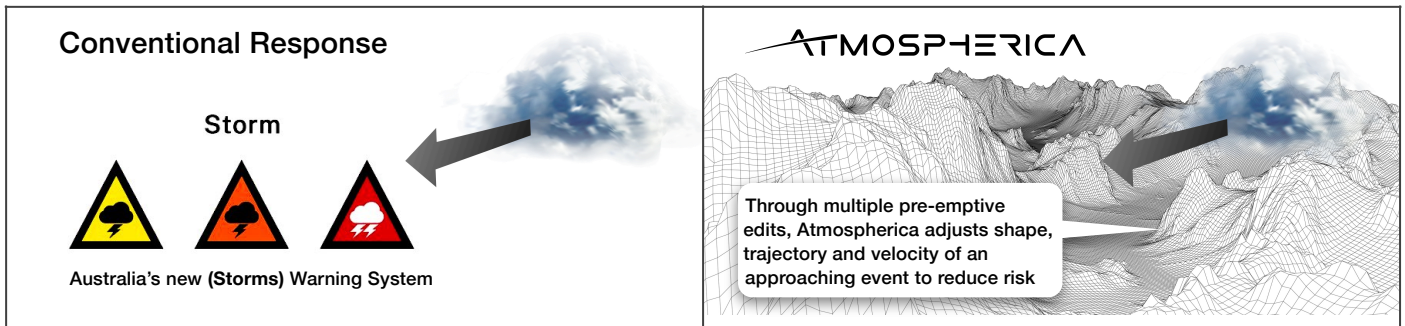 Conventional Response
Storm
Australia's new (Storms) Warning System
ATMOSPHERICA
Through multiple pre-emptive
edits, Atmospherica adjusts shape,
trajectory and velocity of an
approaching event to reduce risk